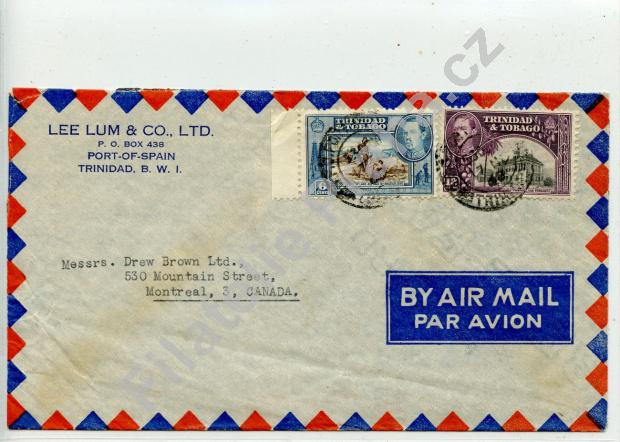 LEE LUM & CO., LTD.
P. O. BOX 438
PORT-OF-SPAIN
TRINIDAD, B. W. I.
TRINIDAD
& TOBAGO
TRINIDAD
& TOBAGO
Messrs. Drew Brown Ltd.,
530 Mountain Street,
Montreal, 3, CANADA.
BY AIR MAIL
PAR AVION